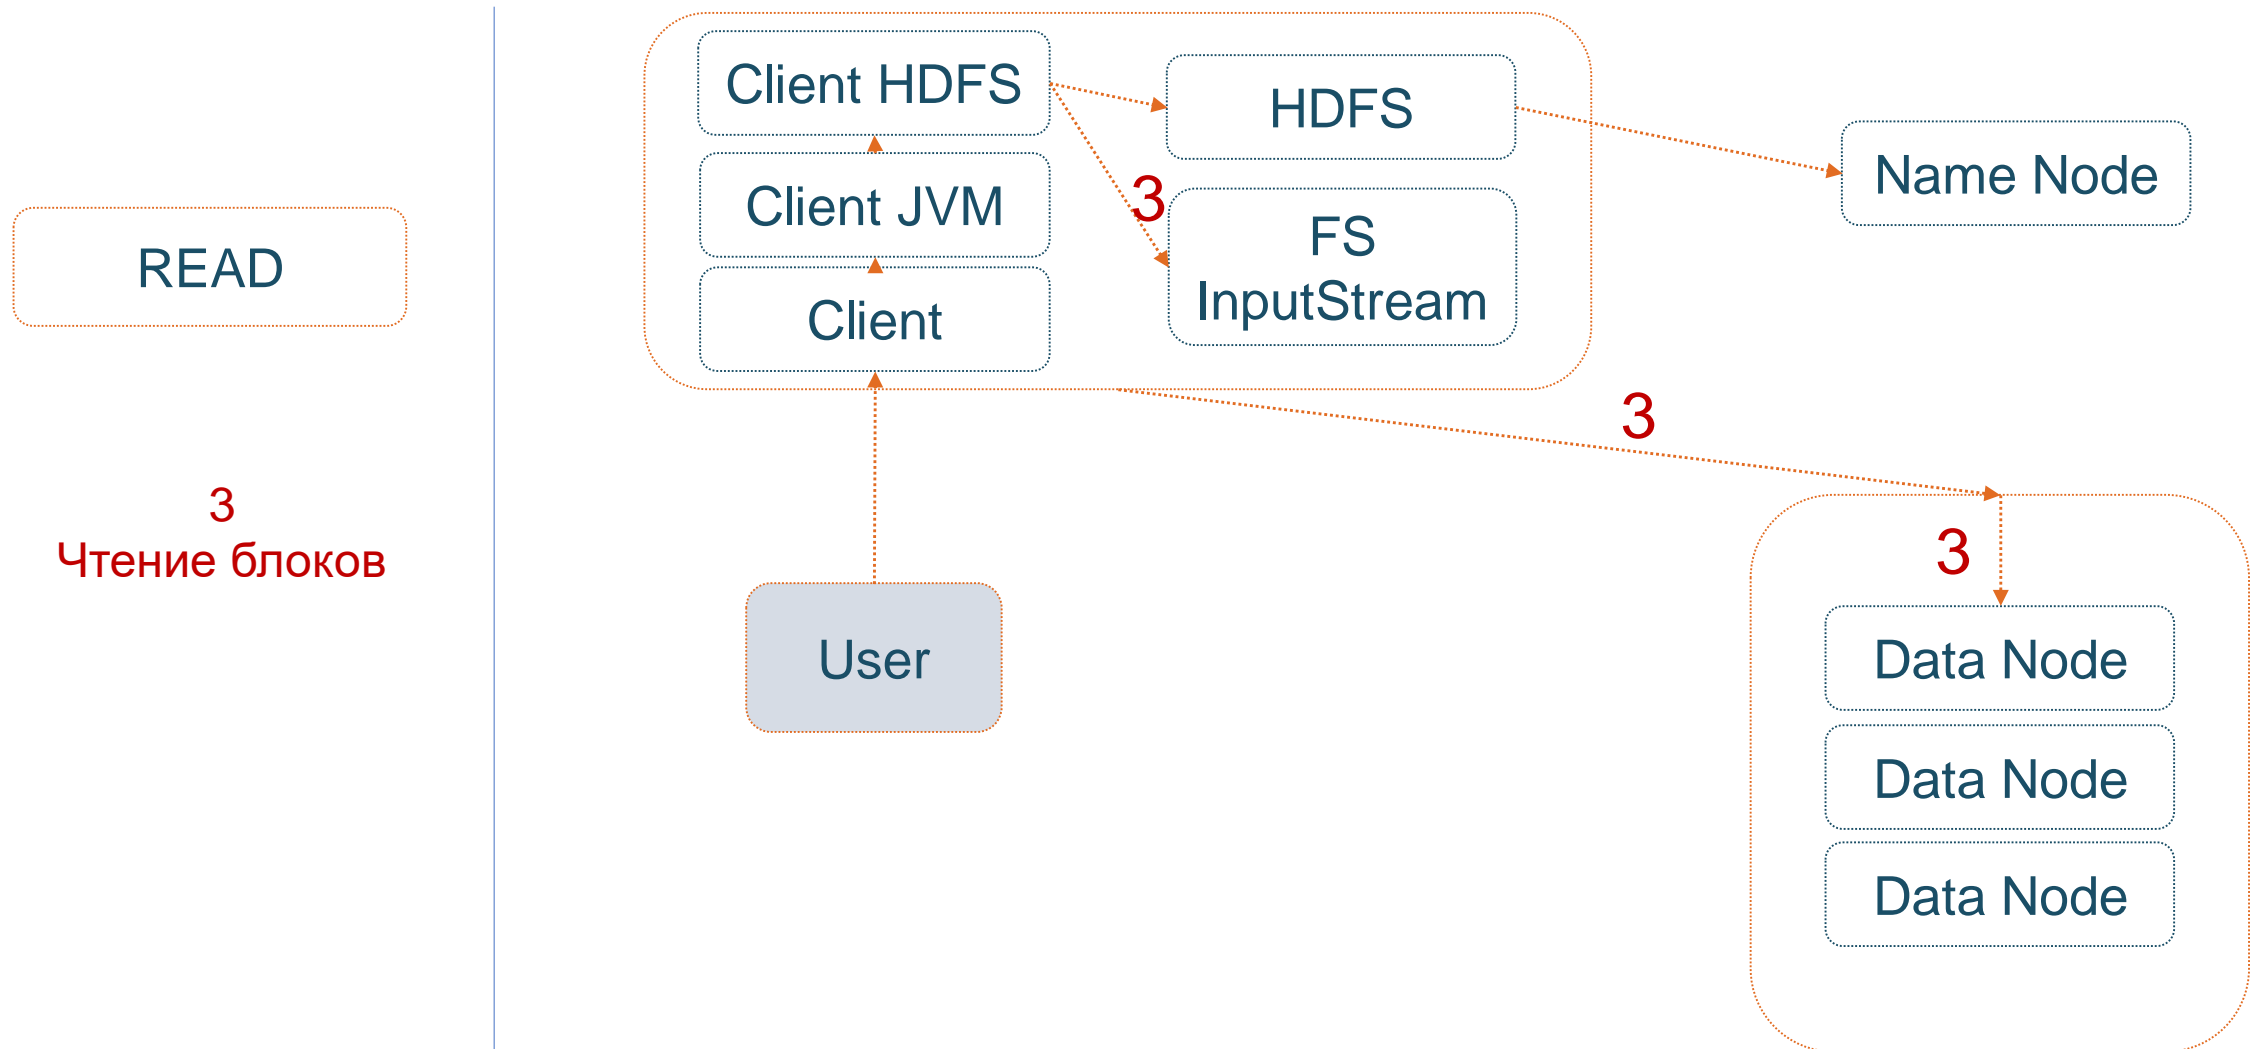 READ
3
Чтение блоков
Client HDFS
HDFS
Name Node
Client JVM
3
FS
InputStream
Client
3
3
User
Data Node
Data Node
Data Node